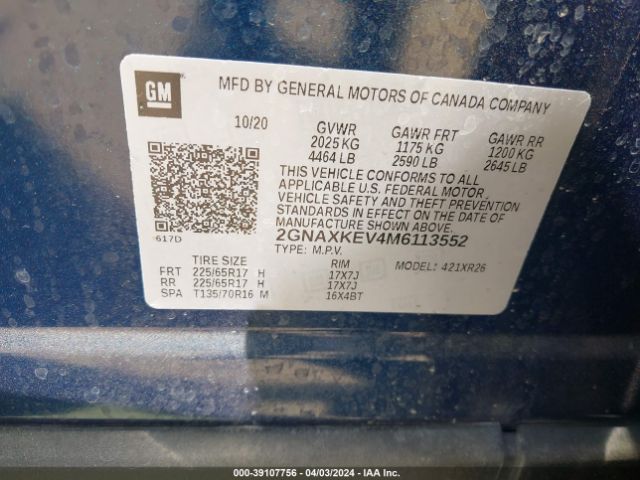 GM
MFD BY GENERAL MOTORS OF CANADA COMPANY
10/20 GVWR GAWR FRT GAWR RR
2025 KG 1175 KG 1200 KG
4464 LB 2590 LB 2645 LB
THIS VEHICLE CONFORMS TO ALL
APPLICABLE U.S. FEDERAL MOTOR
VEHICLE SAFETY AND THEFT PREVENTION
STANDARDS IN EFFECT ON THE DATE OF
MANUFACTURE SHOWN ABOVE.
617D 2GNAXKEV4M6113552
TYPE: M.P.V. MODEL: 421XR26
TIRE SIZE RIM
FRT 225/65R17 H 17X7J
RR 225/65R17 H 17X7J
SPA T135/70R16 M 16X4BT
000-39107756 - 04/03/2024 - IAA Inc.